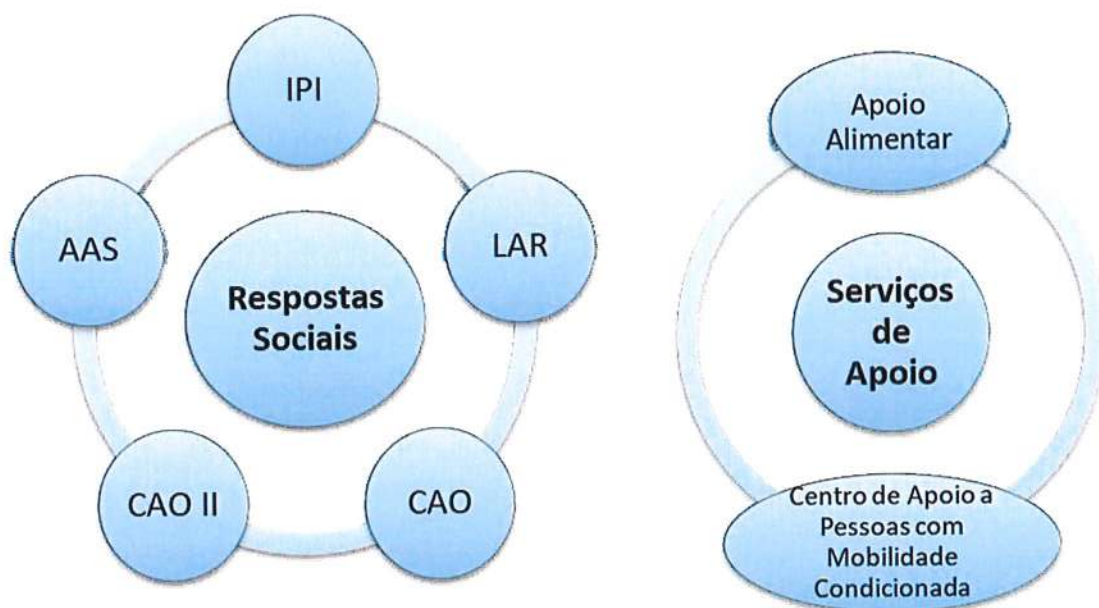 IPI
AAS
LAR
Respostas
Sociais
CAO II
CAO
Apoio
Alimentar
Serviços
de
Apoio
Centro de Apoio a
Pessoas com
Mobilidade
Condicionada